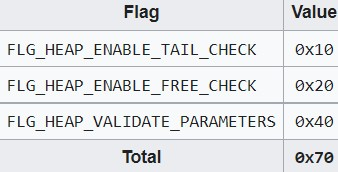 Flag Value
FLG_HEAP_ENABLE_TAIL_CHECK 0x10
FLG_HEAP_ENABLE_FREE_CHECK 0x20
FLG_HEAP_VALIDATE_PARAMETERS 0x40
Total 0x70